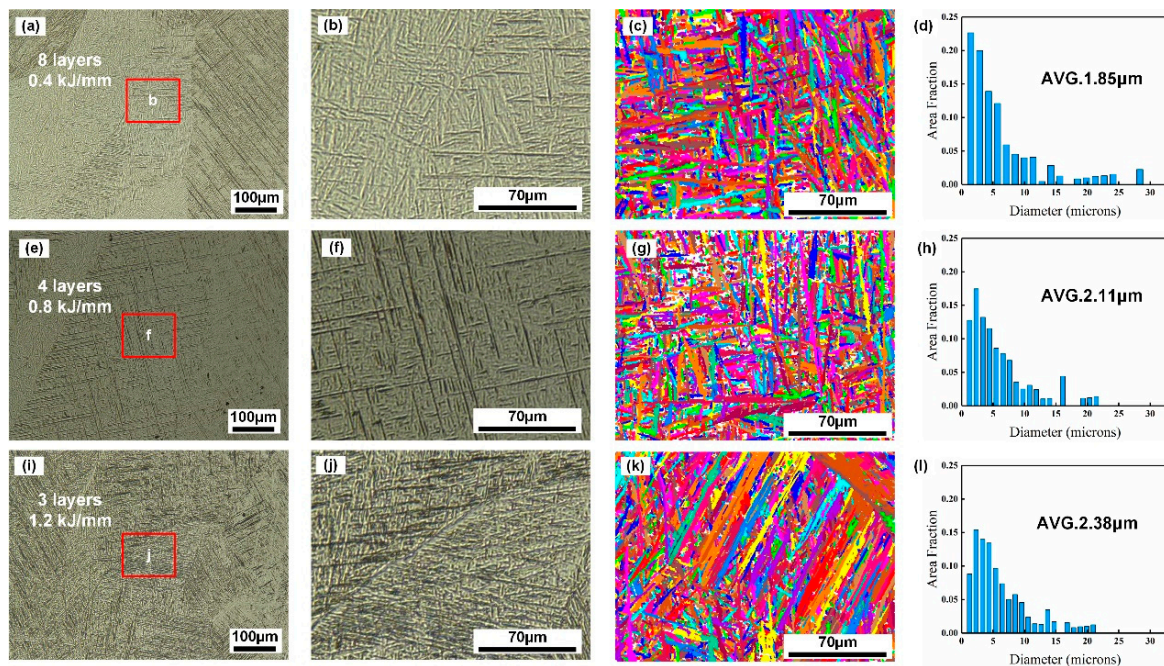 (a)
8 layers
0.4 kJ/mm
b
100µm
(b)
70µm
(c)
70µm
(d)
AVG.1.85µm
Area Fraction
0.25
0.20
0.15
0.10
0.05
0.00
0 5 10 15 20 25 30
Diameter (microns)
(e)
4 layers
0.8 kJ/mm
f
100µm
(f)
70µm
(g)
70µm
(h)
AVG.2.11µm
Area Fraction
0.25
0.20
0.15
0.10
0.05
0.00
0 5 10 15 20 25 30
Diameter (microns)
(i)
3 layers
1.2 kJ/mm
j
100µm
(j)
70µm
(k)
70µm
(l)
AVG.2.38µm
Area Fraction
0.25
0.20
0.15
0.10
0.05
0.00
0 5 10 15 20 25 30
Diameter (microns)